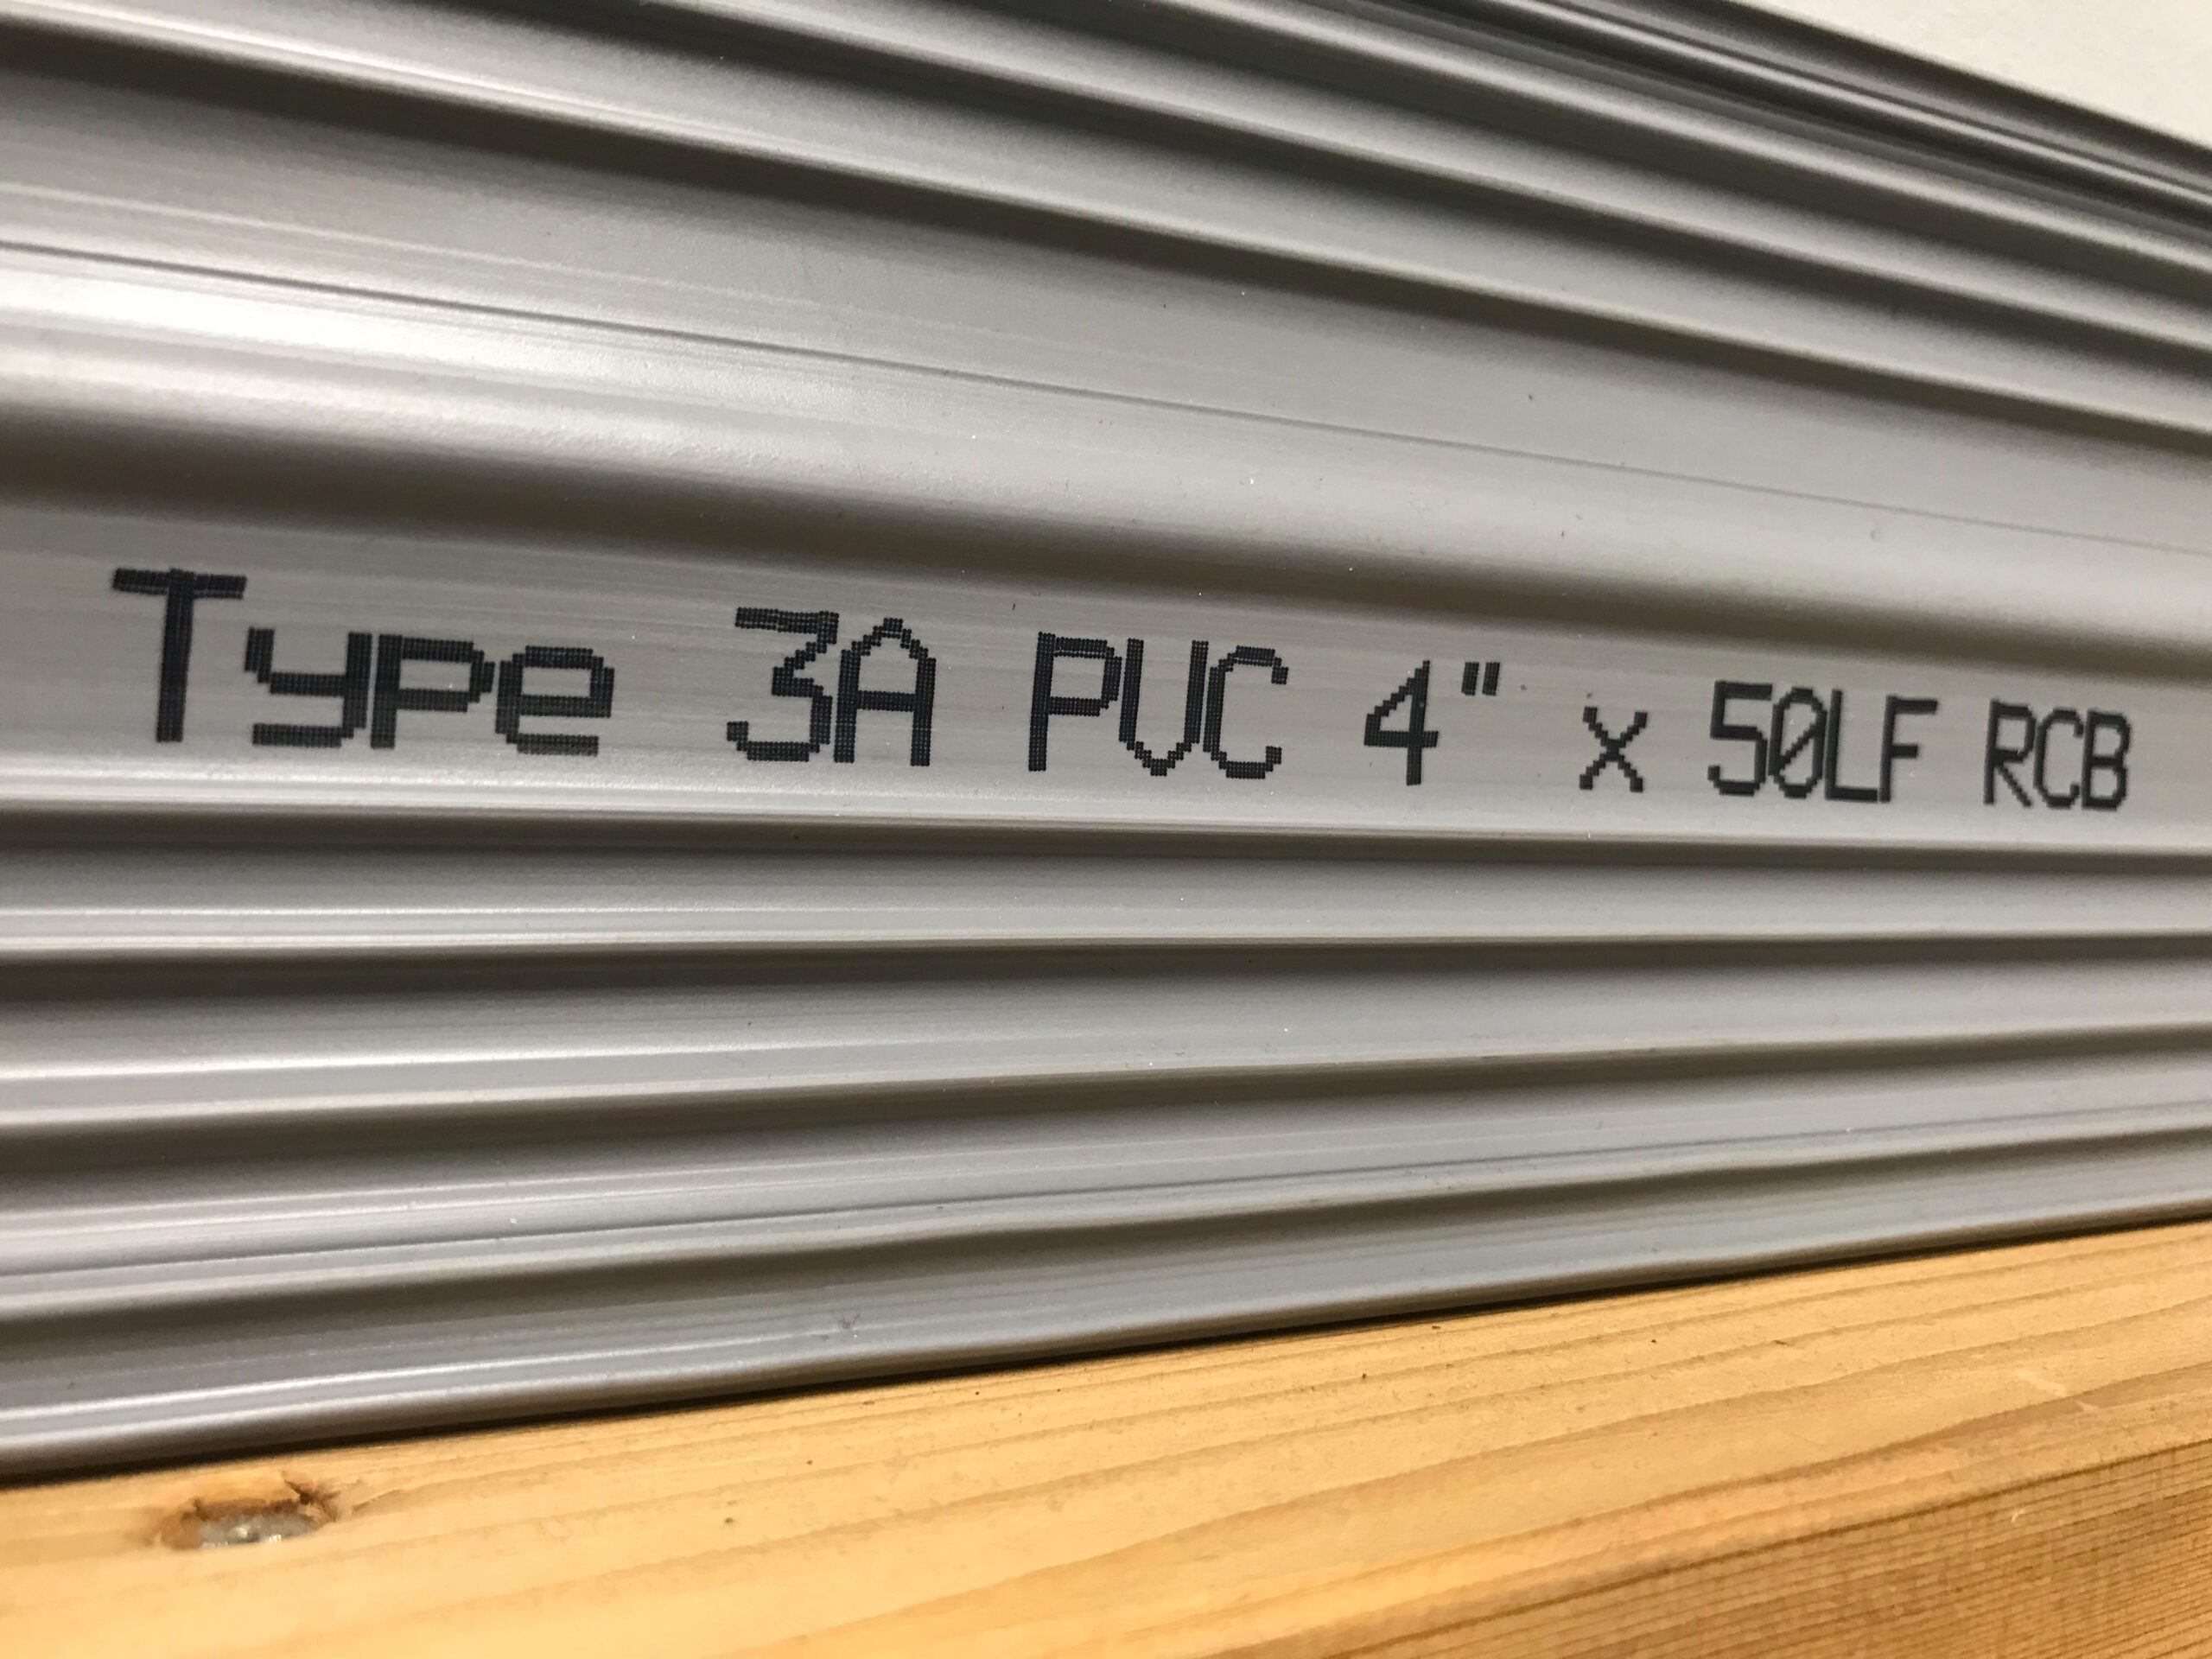 Type 3A PVC 4" x 50LF RCB